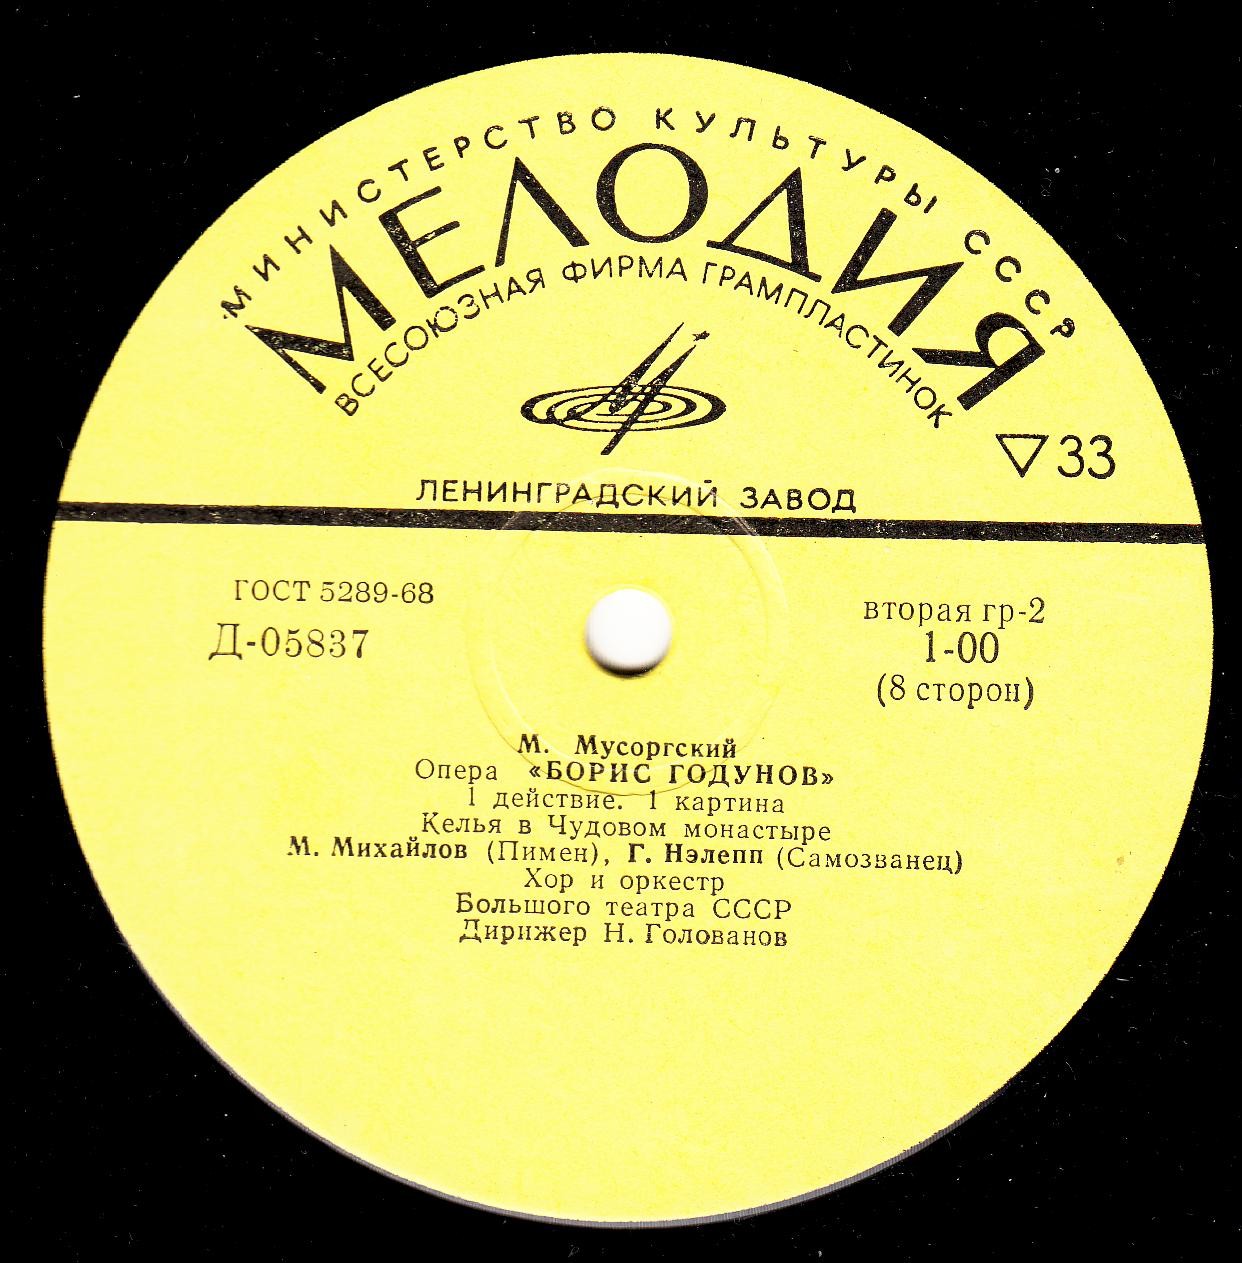 МИНИСТЕРСТВО КУЛЬТУРЫ СССР
МЕЛОДИЯ
ВСЕСОЮЗНАЯ ФИРМА ГРАМПЛАСТИНОК
33
ЛЕНИНГРАДСКИЙ ЗАВОД
ГОСТ 5289-68
Д-05837
вторая гр-2
1-00
(8 сторон)
М. Мусоргский
Опера «БОРИС ГОДУНОВ»
1 действие. 1 картина
Келья в Чудовом монастыре
М. Михайлов (Пимен), Г. Нэлепп (Самозванец)
Хор и оркестр
Большого театра СССР
Дирижер Н. Голованов